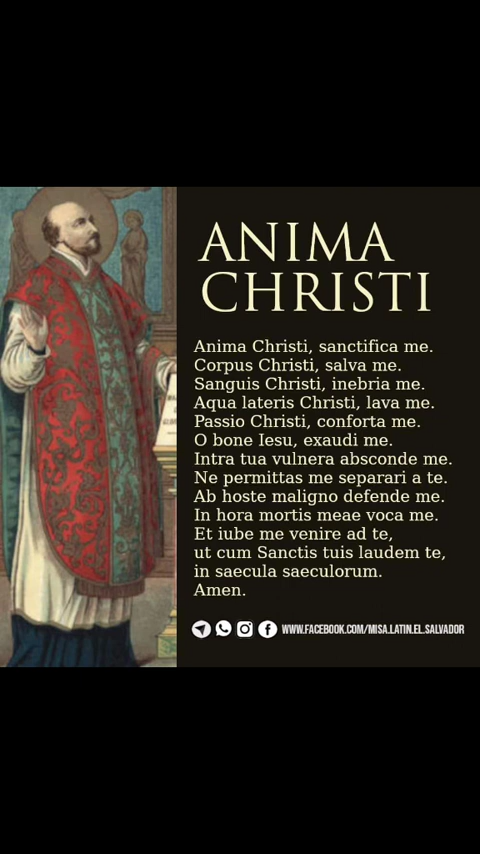 ANIMA
CHRISTI
Anima Christi, sanctifica me.
Corpus Christi, salva me.
Sanguis Christi, inebria me.
Aqua lateris Christi, lava me.
Passio Christi, conforta me.
O bone Iesu, exaudi me.
Intra tua vulnera absconde me.
Ne permittas me separari a te.
Ab hoste maligno defende me.
In hora mortis meae voca me.
Et iube me venire ad te,
ut cum Sanctis tuis laudem te,
in saecula saeculorum.
Amen.
WWW.FACEBOOK.COM/MISA.LATIN.EL.SALVADOR